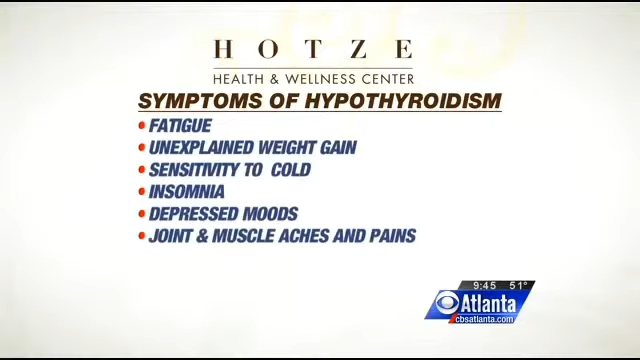 HOTZE
HEALTH & WELLNESS CENTER
SYMPTOMS OF HYPOTHYROIDISM
• FATIGUE
• UNEXPLAINED WEIGHT GAIN
• SENSITIVITY TO COLD
• INSOMNIA
• DEPRESSED MOODS
• JOINT & MUSCLE ACHES AND PAINS
9:45 51°
Atlanta
cbsatlanta.com